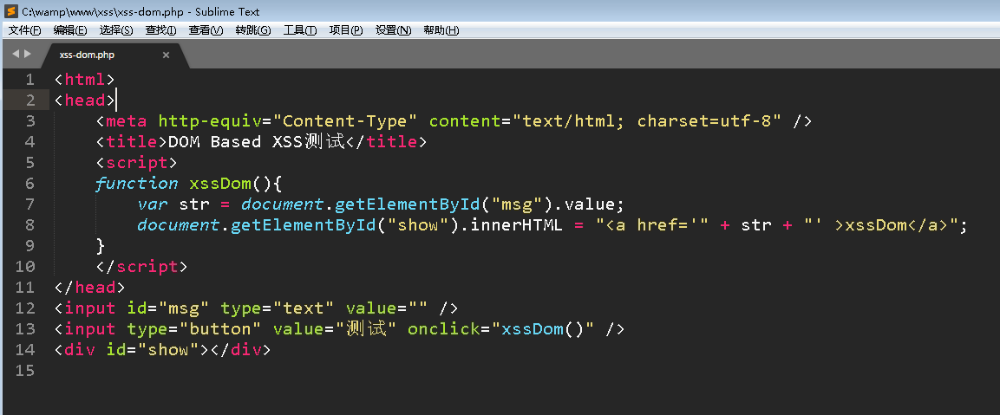 C:\wamp\www\xss\xss-dom.php - Sublime Text
文件(F) 编辑(E) 选择(S) 查找(I) 查看(V) 转跳(G) 工具(T) 项目(P) 设置(N) 帮助(H)
xss-dom.php ×
1 <html>
2 <head>
3     <meta http-equiv="Content-Type" content="text/html; charset=utf-8" />
4     <title>DOM Based XSS测试</title>
5     <script>
6     function xssDom(){
7         var str = document.getElementById("msg").value;
8         document.getElementById("show").innerHTML = "<a href='" + str + "' >xssDom</a>";
9     }
10     </script>
11 </head>
12 <input id="msg" type="text" value="" />
13 <input type="button" value="测试" onclick="xssDom()" />
14 <div id="show"></div>
15